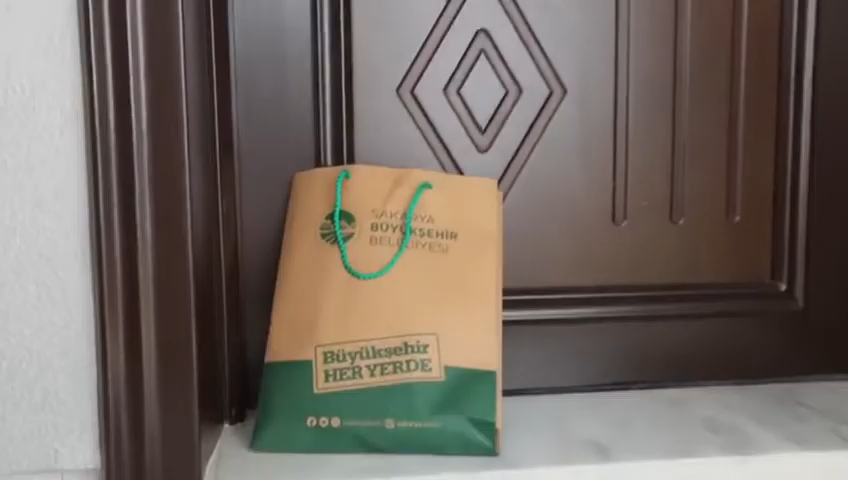 SAKARYA
BÜYÜKŞEHİR
BELEDİYESİ
Büyükşehir
HER YERDE